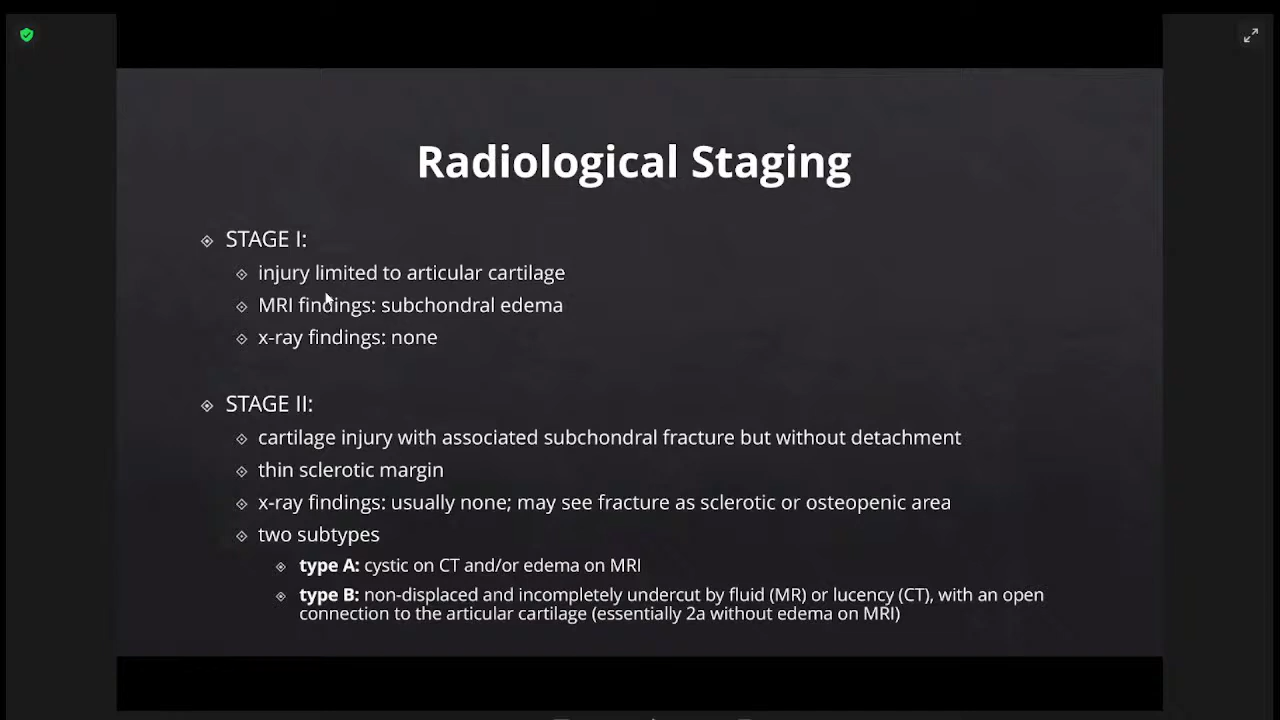 Radiological Staging
STAGE I:
injury limited to articular cartilage
MRI findings: subchondral edema
x-ray findings: none
STAGE II:
cartilage injury with associated subchondral fracture but without detachment
thin sclerotic margin
x-ray findings: usually none; may see fracture as sclerotic or osteopenic area
two subtypes
type A: cystic on CT and/or edema on MRI
type B: non-displaced and incompletely undercut by fluid (MR) or lucency (CT), with an open
connection to the articular cartilage (essentially 2a without edema on MRI)